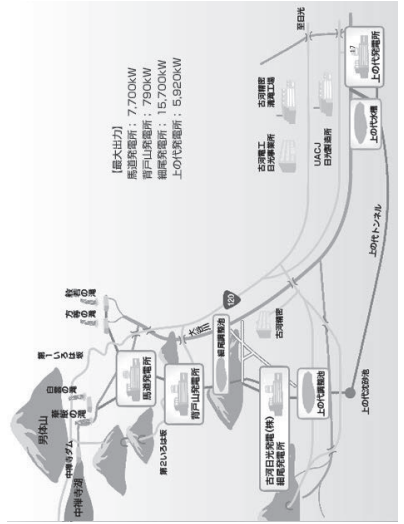 男体山
中禅寺湖
中禅寺ダム
華厳の滝
白雲の滝
第1いろは坂
方等の滝
般若の滝
第2いろは坂
馬道発電所
背戸山発電所
大谷川
120
細尾調整池
古河精密
古河日光発電(株)
細尾発電所
上の代調整池
上の代沈砂池
上の代トンネル
【最大出力】
馬道発電所;7,700kW
背戸山発電所;790kW
細尾発電所;15,700kW
上の代発電所;5,920kW
古河電工
日光事業所
古河精密
清滝工場
UACJ
日光製造所
至日光
上の代水槽
上の代発電所